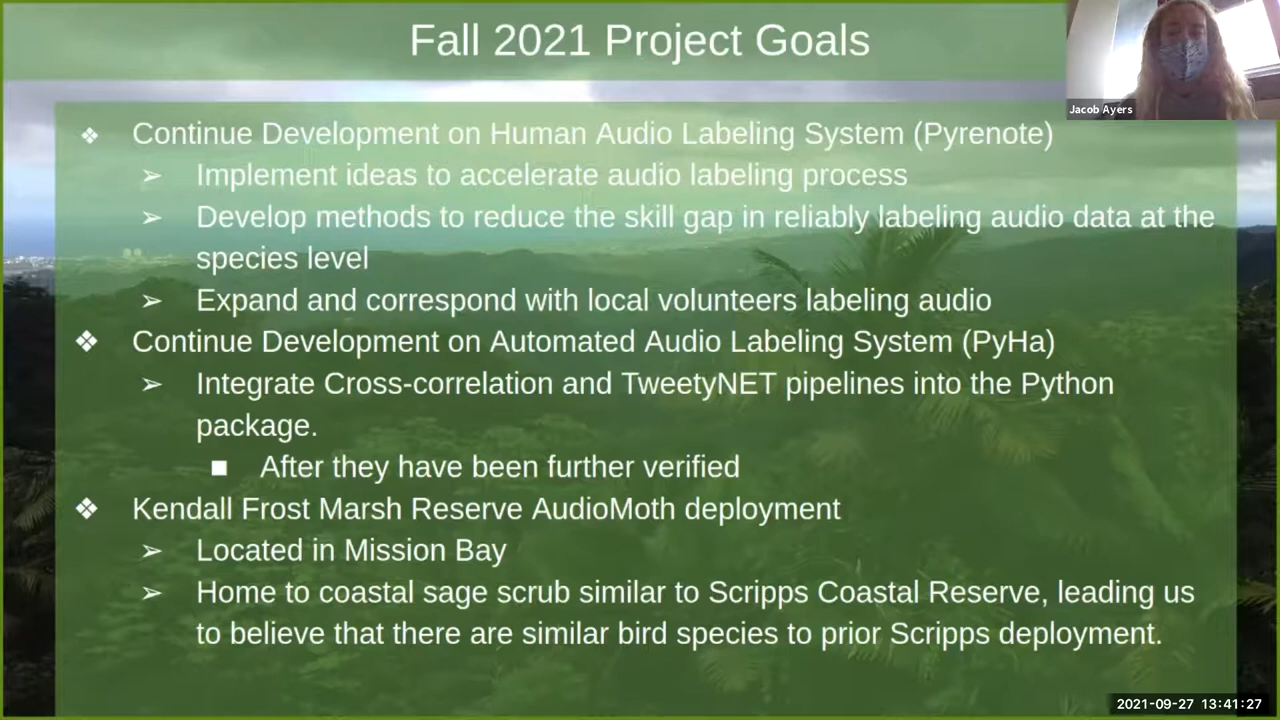 Fall 2021 Project Goals
Jacob Ayers
❖ Continue Development on Human Audio Labeling System (Pyrenote)
➢ Implement ideas to accelerate audio labeling process
➢ Develop methods to reduce the skill gap in reliably labeling audio data at the
species level
➢ Expand and correspond with local volunteers labeling audio
❖ Continue Development on Automated Audio Labeling System (PyHa)
➢ Integrate Cross-correlation and TweetyNET pipelines into the Python
package.
■ After they have been further verified
❖ Kendall Frost Marsh Reserve AudioMoth deployment
➢ Located in Mission Bay
➢ Home to coastal sage scrub similar to Scripps Coastal Reserve, leading us
to believe that there are similar bird species to prior Scripps deployment.
2021-09-27 13:41:27